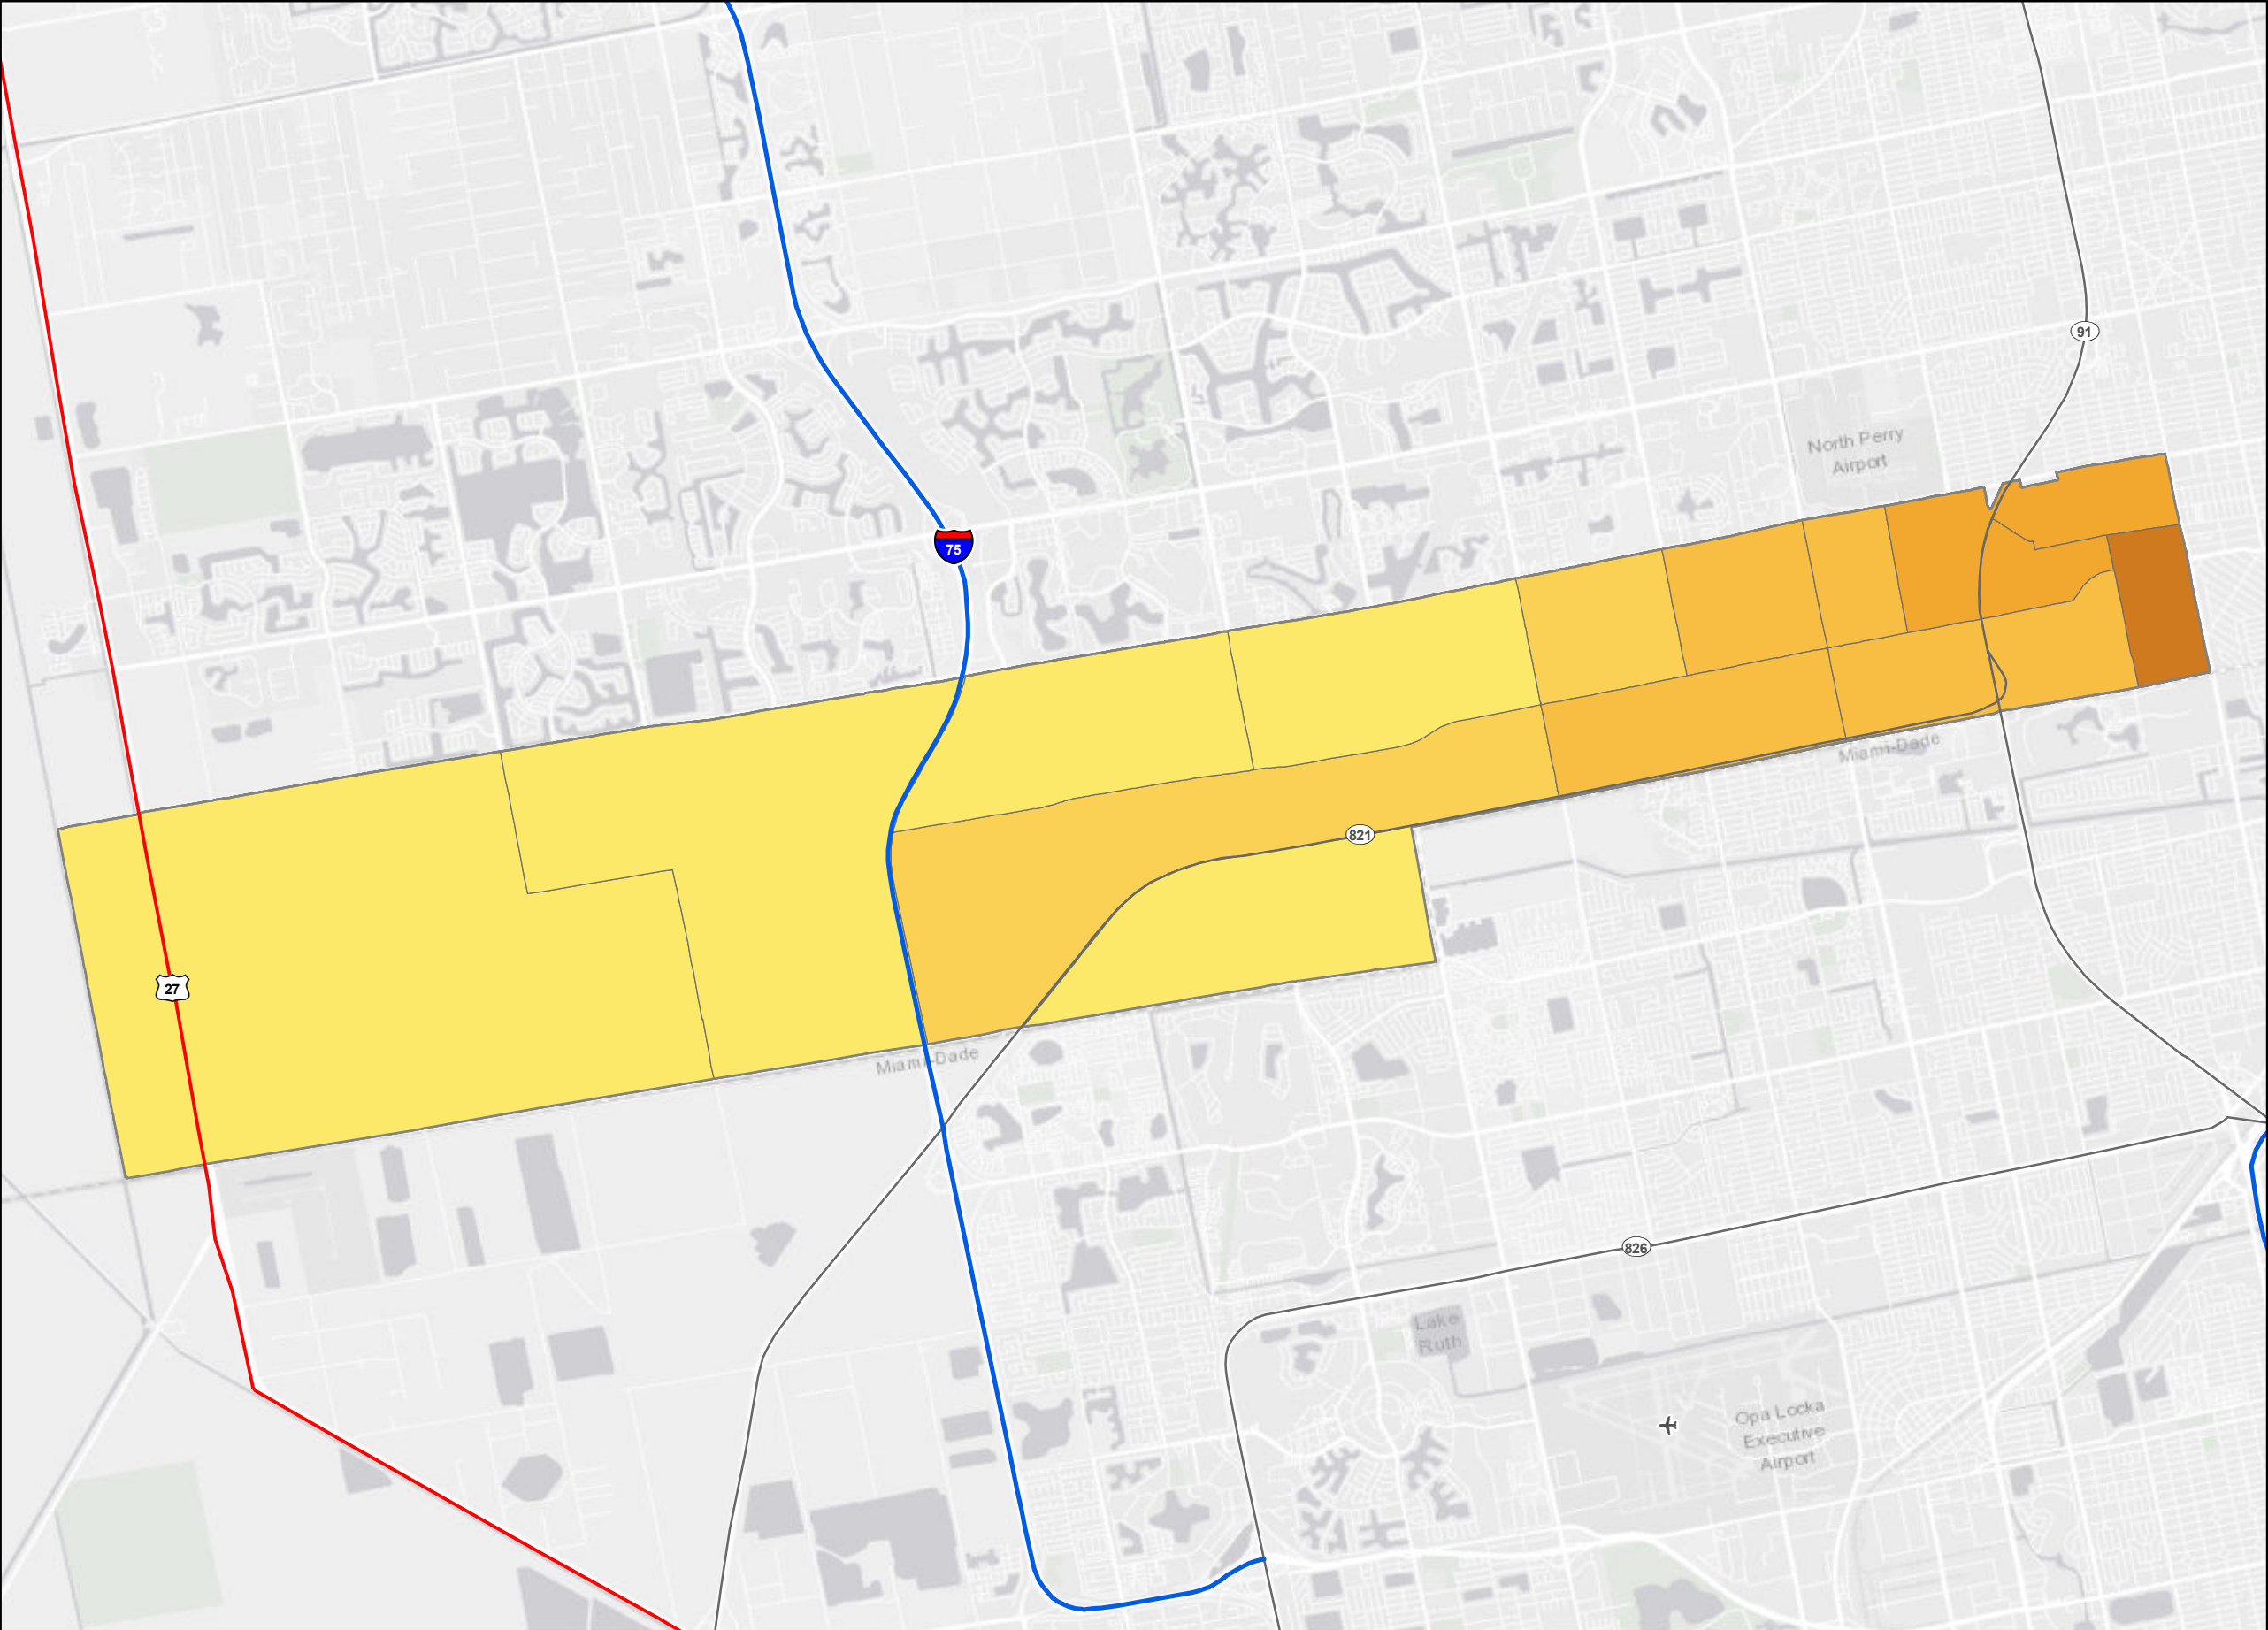 91
North Perry
Airport
75
Miami-Dade
821
27
Miami-Dade
826
Lake
Ruth
Opa Locka
Executive
Airport